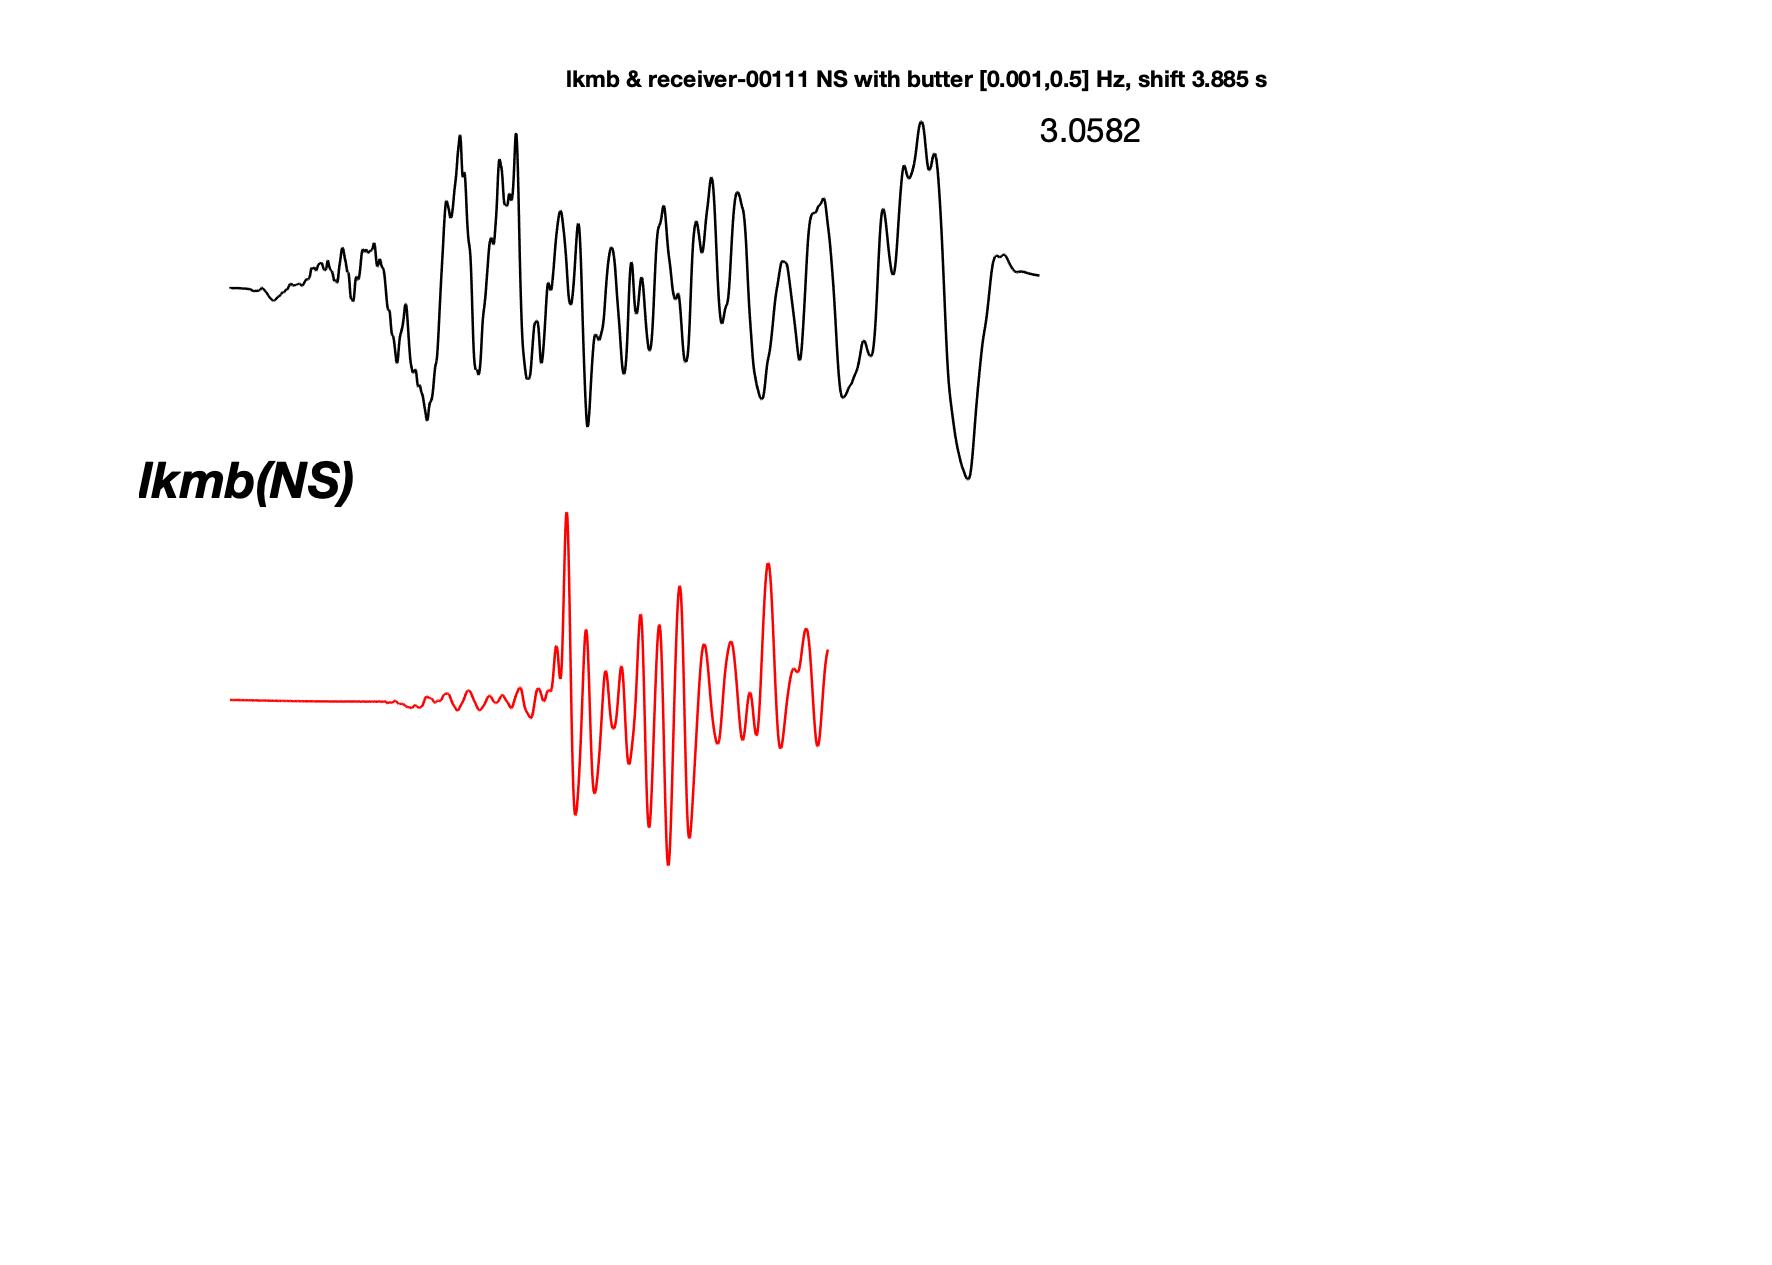 lkmb & receiver-00111 NS with butter [0.001,0.5] Hz, shift 3.885 s
3.0582
lkmb(NS)